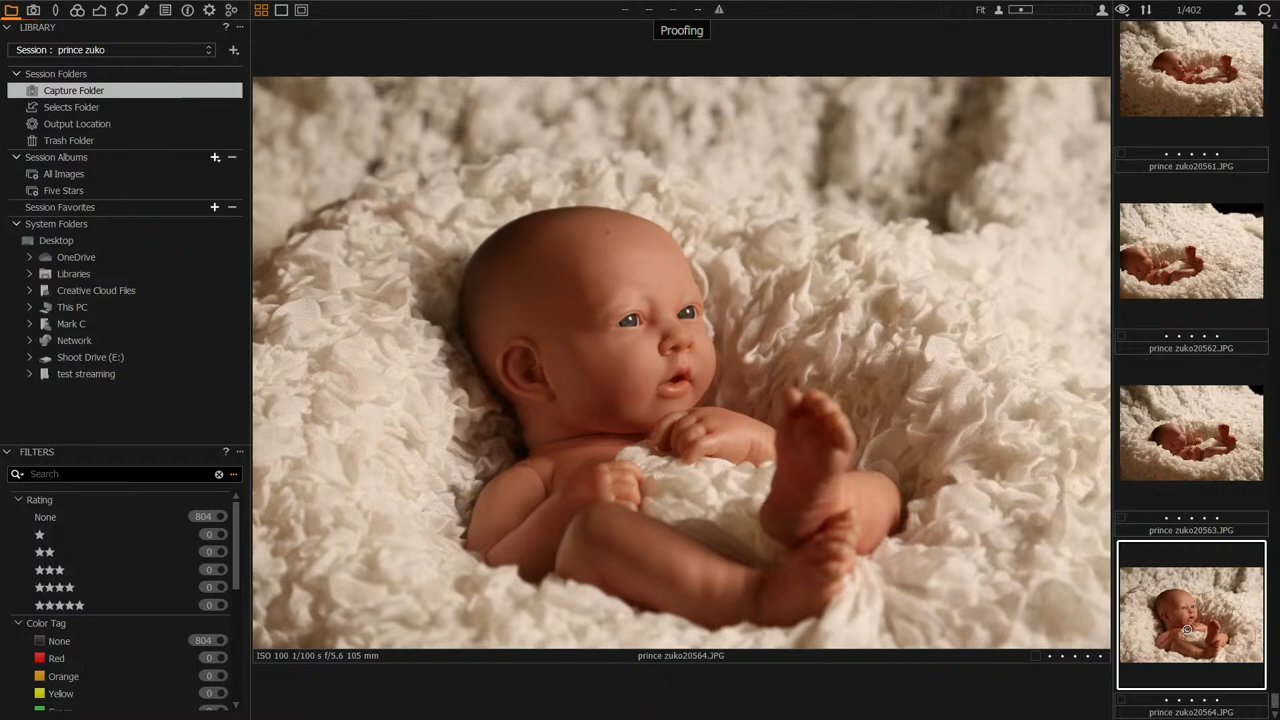 Fit
1/402
LIBRARY
?
Session : prince zuko
Session Folders
Capture Folder
Selects Folder
Output Location
Trash Folder
Session Albums
All Images
Five Stars
Session Favorites
System Folders
Desktop
OneDrive
Libraries
Creative Cloud Files
This PC
Mark C
Network
Shoot Drive (E:)
test streaming
FILTERS
?
Search
Rating
None
804
0
0
0
0
0
Color Tag
None
804
Red
0
Orange
0
Yellow
0
Proofing
ISO 100 1/100 s f/5.6 105 mm
prince zuko20564.JPG
prince zuko20561.JPG
prince zuko20562.JPG
prince zuko20563.JPG
prince zuko20564.JPG